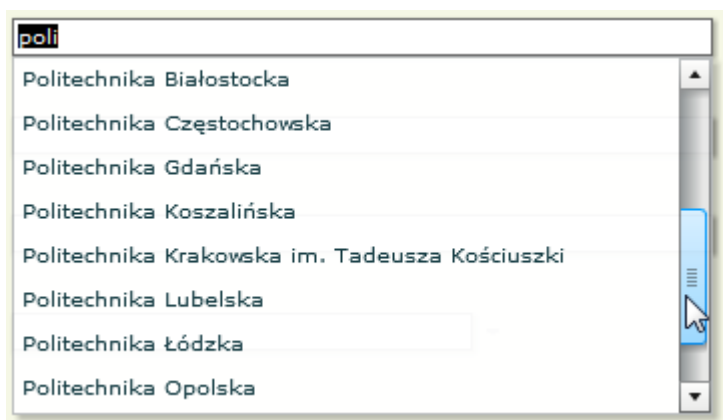 poli
Politechnika Białostocka
Politechnika Częstochowska
Politechnika Gdańska
Politechnika Koszalińska
Politechnika Krakowska im. Tadeusza Kościuszki
Politechnika Lubelska
Politechnika Łódzka
Politechnika Opolska